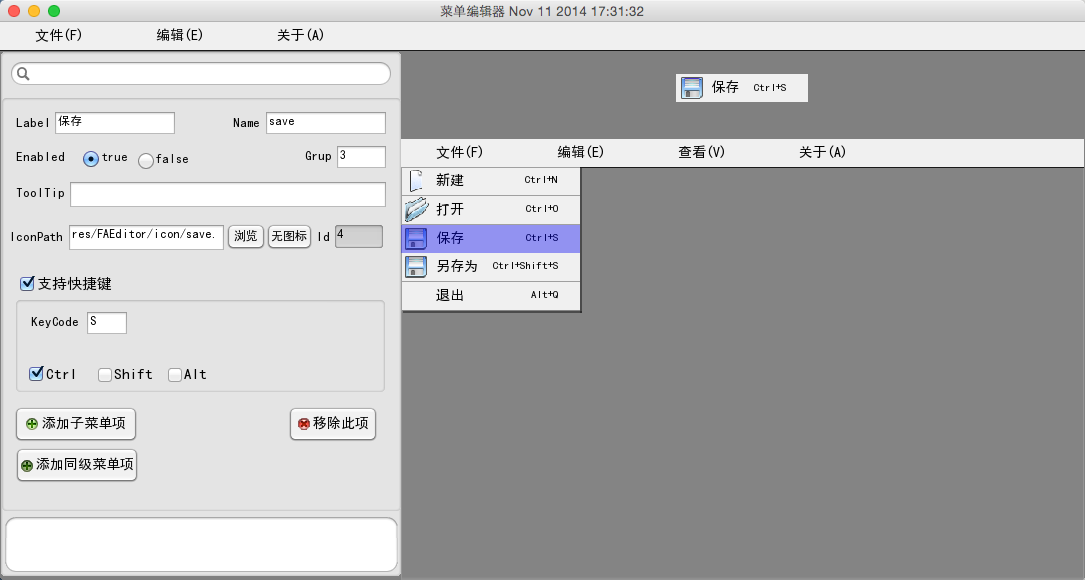 菜单编辑器 Nov 11 2014 17:31:32
文件(F) 编辑(E) 关于(A)
Label 保存 Name save
Enabled true false Grup 3
ToolTip
IconPath res/FAEditor/icon/save. 浏览 无图标 Id 4
支持快捷键
KeyCode S
Ctrl Shift Alt
添加子菜单项 移除此项
添加同级菜单项
保存 Ctrl+S
文件(F) 编辑(E) 查看(V) 关于(A)
新建 Ctrl+N
打开 Ctrl+O
保存 Ctrl+S
另存为 Ctrl+Shift+S
退出 Alt+Q